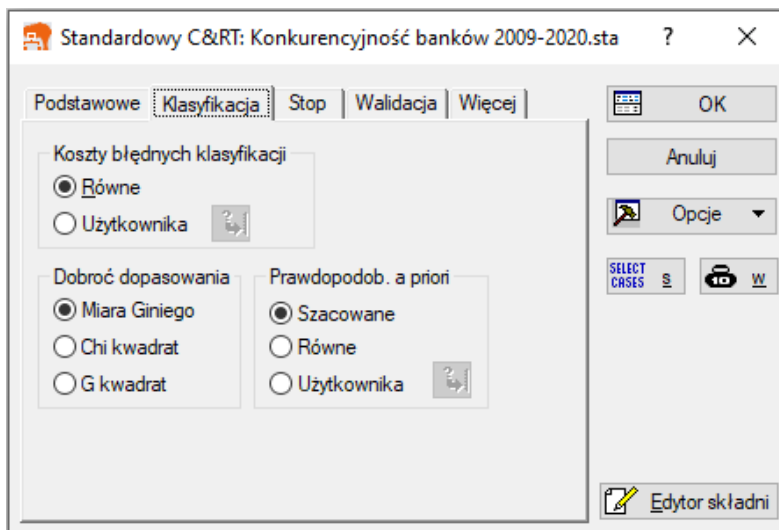 Standardowy C&RT: Konkurencyjność banków 2009-2020.sta ? X
Podstawowe Klasyfikacja Stop Walidacja Więcej
Koszty błędnych klasyfikacji
Równe
Użytkownika
Dobroć dopasowania
Miara Giniego
Chi kwadrat
G kwadrat
Prawdopodob. a priori
Szacowane
Równe
Użytkownika
OK
Anuluj
Opcje
SELECT CASES S
W
Edytor składni